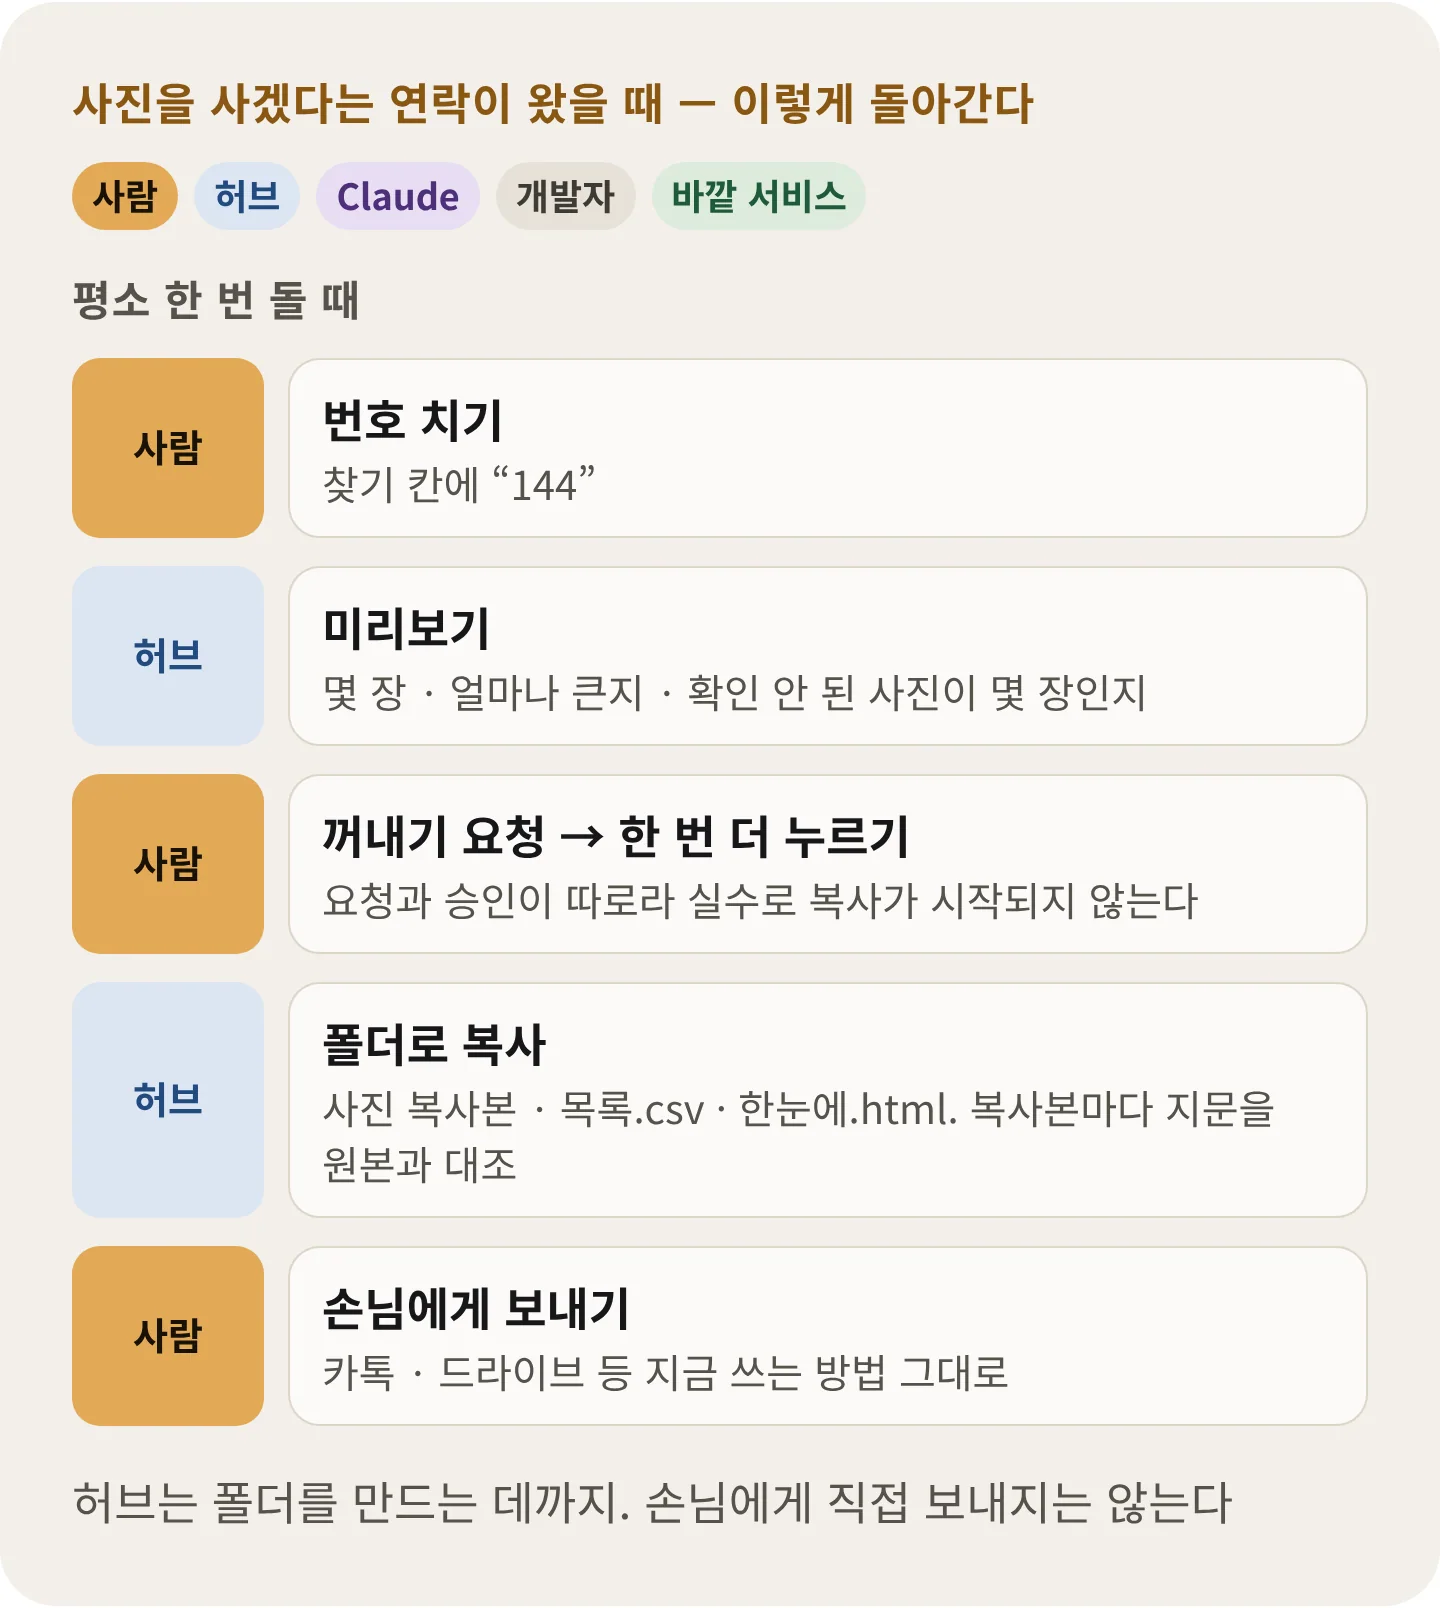 사진을 사겠다는 연락이 왔을 때 — 이렇게 돌아간다
사람 허브 Claude 개발자 바깥 서비스
평소 한 번 돌 때
사람
번호 치기
찾기 칸에 “144”
허브
미리보기
몇 장 · 얼마나 큰지 · 확인 안 된 사진이 몇 장인지
사람
꺼내기 요청 → 한 번 더 누르기
요청과 승인이 따로라 실수로 복사가 시작되지 않는다
허브
폴더로 복사
사진 복사본 · 목록.csv · 한눈에.html. 복사본마다 지문을
원본과 대조
사람
손님에게 보내기
카톡 · 드라이브 등 지금 쓰는 방법 그대로
허브는 폴더를 만드는 데까지. 손님에게 직접 보내지는 않는다